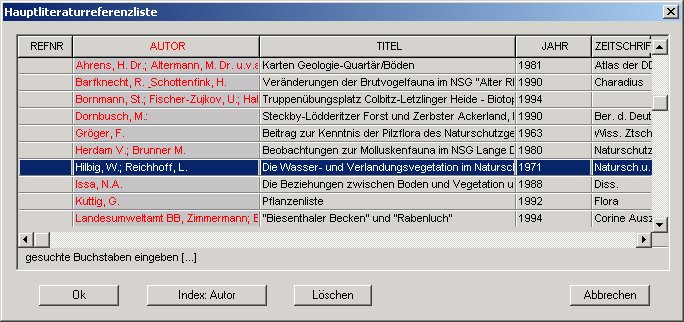 Hauptliteraturreferenzliste
REFNR AUTOR TITEL JAHR ZEITSCHRIF
Ahrens, H. Dr.; Altermann, M. Dr. u.v.a Karten Geologie-Quartär/Böden 1981 Atlas der DD
Barfknecht, R. _Schottenfink, H. Veränderungen der Brutvogelfauna im NSG "Alter Rl 1990 Charadius
Bornmann, St.; Fischer-Zujkov, U.; Hal Truppenübungsplatz Colbitz-Letzlinger Heide - Biotop 1994
Dornbusch, M.: Steckby-Lödderitzer Forst und Zerbster Ackerland, I 1990 Ber. d. Deut
Gröger, F. Beitrag zur Kenntnis der Pilzflora des Naturschutzge 1963 Wiss. Ztsch
Herdam V.; Brunner M. Beobachtungen zur Molluskenfauna im NSG Lange D 1980 Naturschutz
Hilbig, W.; Reichhoff, L. Die Wasser- und Verlandungsvegetation im Natursch 1971 Natursch.u.
Issa, N.A. Die Beziehungen zwischen Boden und Vegetation u 1988 Diss.
Kuttig, G. Pflanzenliste 1992 Flora
Landesumweltamt BB, Zimmermann; E "Biesenthaler Becken" und "Rabenluch" 1994 Corine Ausz
gesuchte Buchstaben eingeben [...]
Ok Index: Autor Löschen Abbrechen